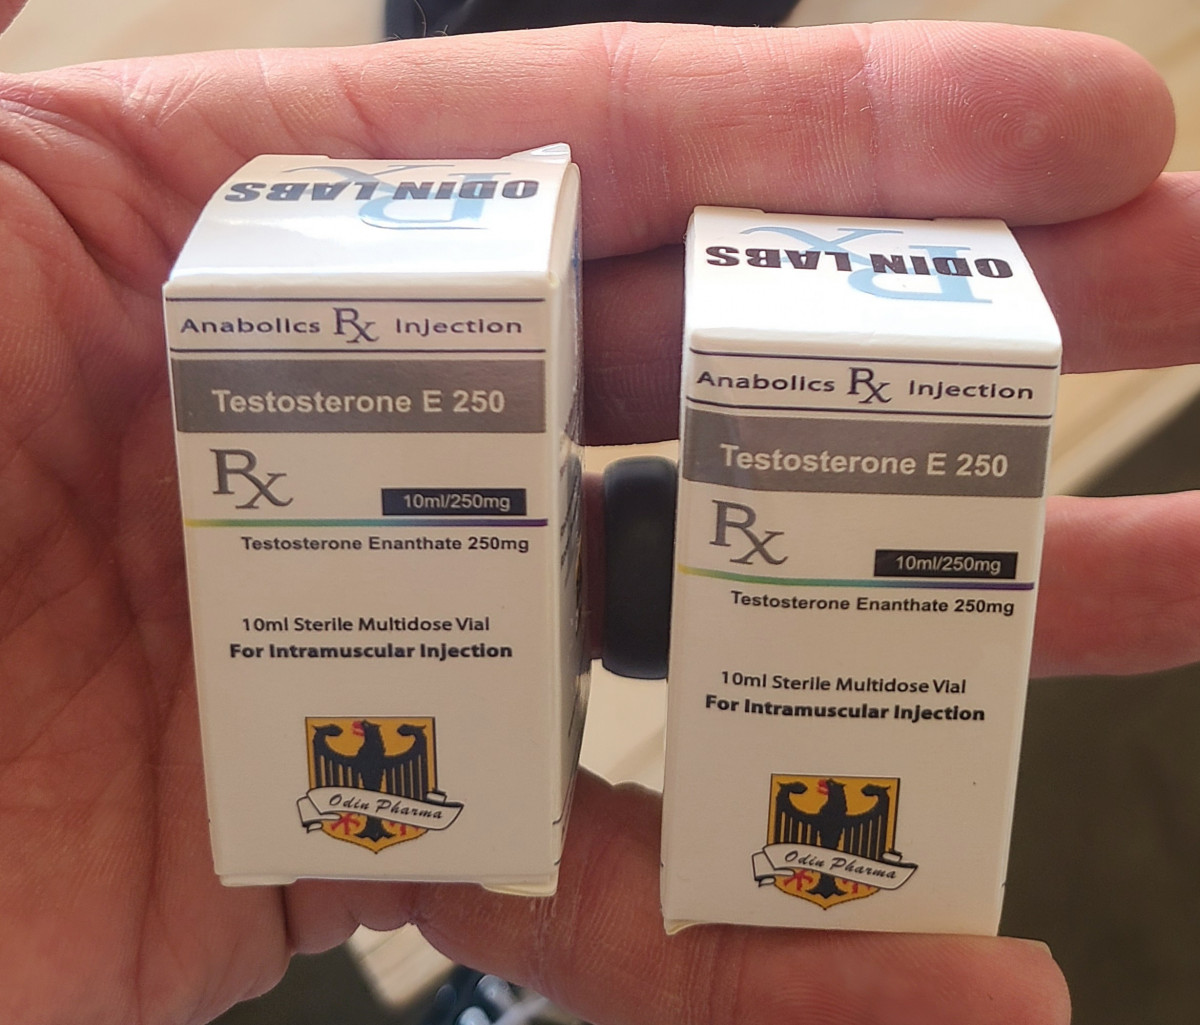 ODIN LABS
Rx
Anabolics Rx Injection
Testosterone E 250
Rx
10ml/250mg
Testosterone Enanthate 250mg
10ml Sterile Multidose Vial
For Intramuscular Injection
Odin Pharma
ODIN LABS
Rx
Anabolics Rx Injection
Testosterone E 250
Rx
10ml/250mg
Testosterone Enanthate 250mg
10ml Sterile Multidose Vial
For Intramuscular Injection
Odin Pharma